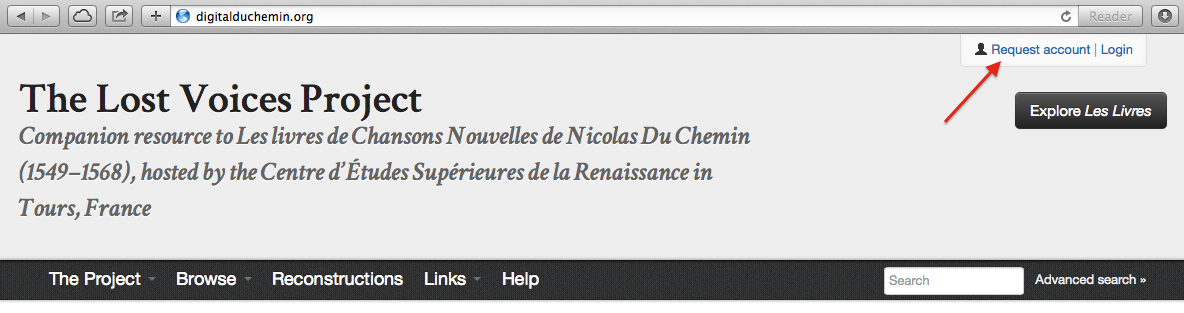 digitalduchemin.org
Reader
Request account | Login
The Lost Voices Project
Explore Les Livres
Companion resource to Les livres de Chansons Nouvelles de Nicolas Du Chemin
(1549–1568), hosted by the Centre d’Études Supérieures de la Renaissance in
Tours, France
The Project Browse Reconstructions Links Help
Search
Advanced search »